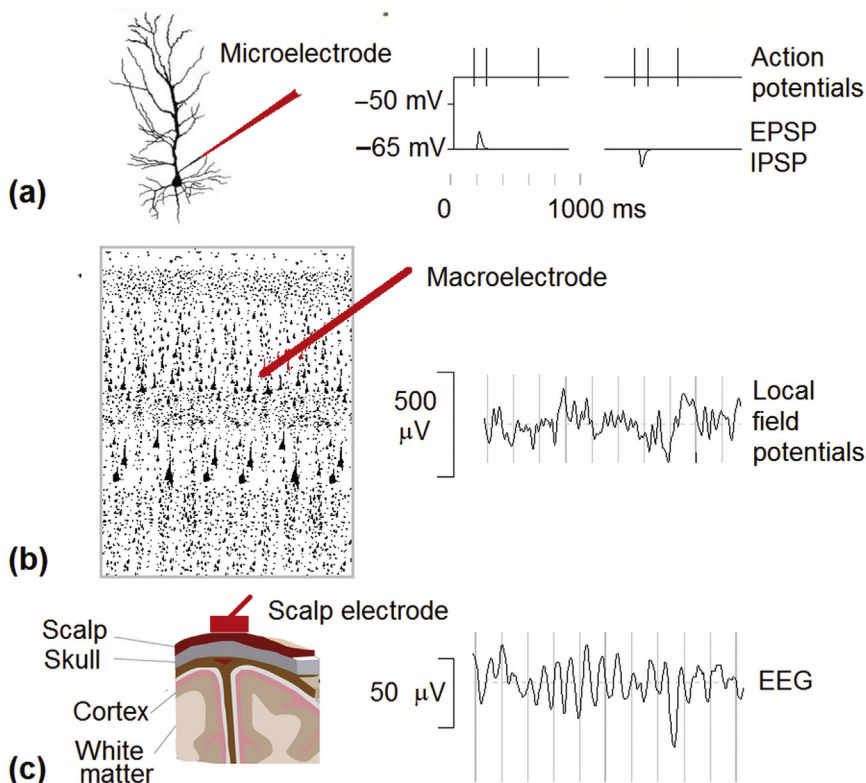 Microelectrode
Action
potentials
–50 mV
–65 mV
EPSP
IPSP
(a)
0
1000 ms
Macroelectrode
500
μV
Local
field
potentials
(b)
Scalp electrode
Scalp
Skull
50 μV
EEG
Cortex
White
matter
(c)